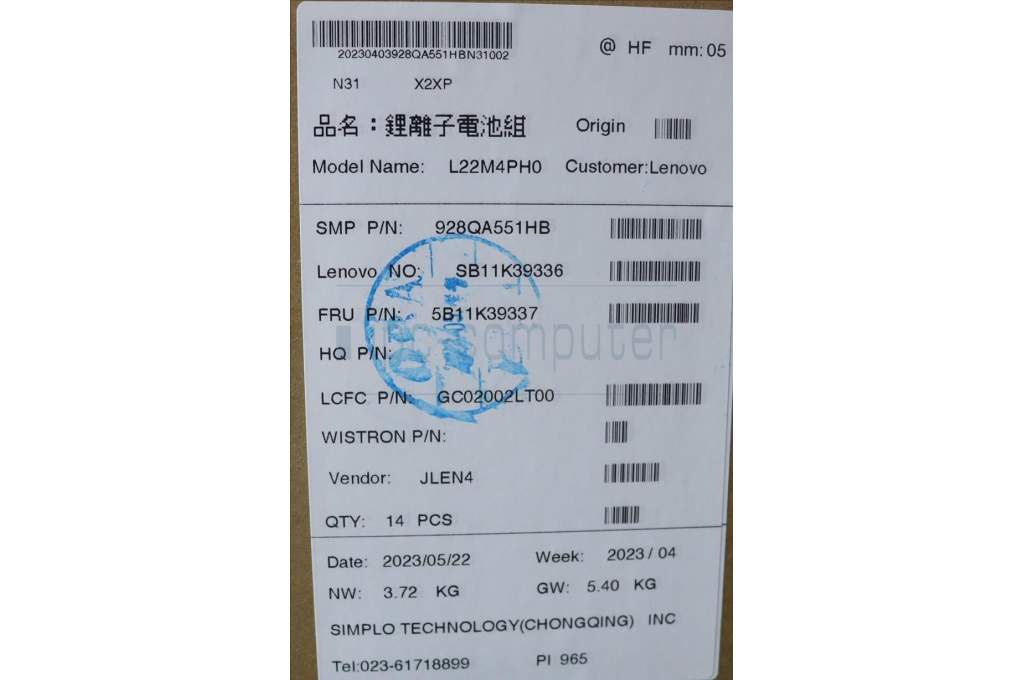 20230403928QA551HBN31002
@ HF mm: 05
N31 X2XP
品名：鋰離子電池組 Origin
Model Name: L22M4PH0 Customer:Lenovo
SMP P/N: 928QA551HB
Lenovo NO: SB11K39336
FRU P/N: 5B11K39337
ipc-computer
HQ P/N:
LCFC P/N: GC02002LT00
WISTRON P/N:
Vendor: JLEN4
QTY: 14 PCS
Date: 2023/05/22 Week: 2023/04
NW: 3.72 KG GW: 5.40 KG
SIMPLO TECHNOLOGY(CHONGQING) INC
Tel:023-61718899 PI 965